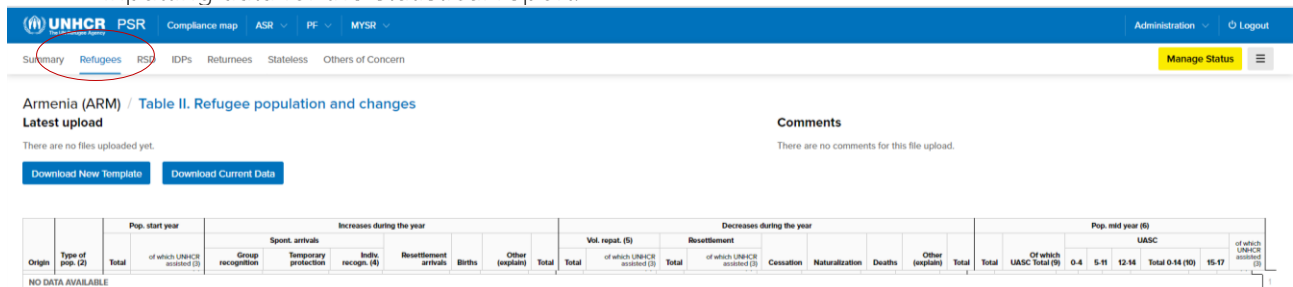 UNHCR PSR Compliance map ASR PF MYSR Administration Logout
The UN Refugee Agency
Summary Refugees RSD IDPs Returnees Stateless Others of Concern Manage Status
Armenia (ARM) / Table II. Refugee population and changes
Latest upload Comments
There are no files uploaded yet. There are no comments for this file upload.
Download New Template Download Current Data
Pop. start year Increases during the year Decreases during the year Pop. mid year (6)
Spont. arrivals Vol. repat. (5) Resettlement UASC
Origin Type of pop. (2) Total of which UNHCR assisted (3) Group recognition Temporary protection Indiv. recogn. (4) Resettlement arrivals Births Other (explain) Total Total of which UNHCR assisted (3) Total of which UNHCR assisted (3) Cessation Naturalization Deaths Other (explain) Total Total Of which UASC Total (9) 0-4 5-11 12-14 Total 0-14 (10) 15-17 of which UNHCR assisted (3)
NO DATA AVAILABLE